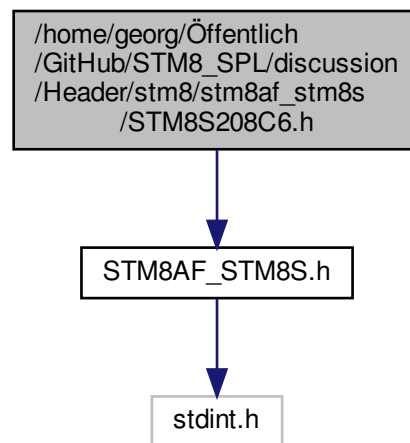 /home/georg/Öffentlich
/GitHub/STM8_SPL/discussion
/Header/stm8/stm8af_stm8s
/STM8S208C6.h
STM8AF_STM8S.h
stdint.h